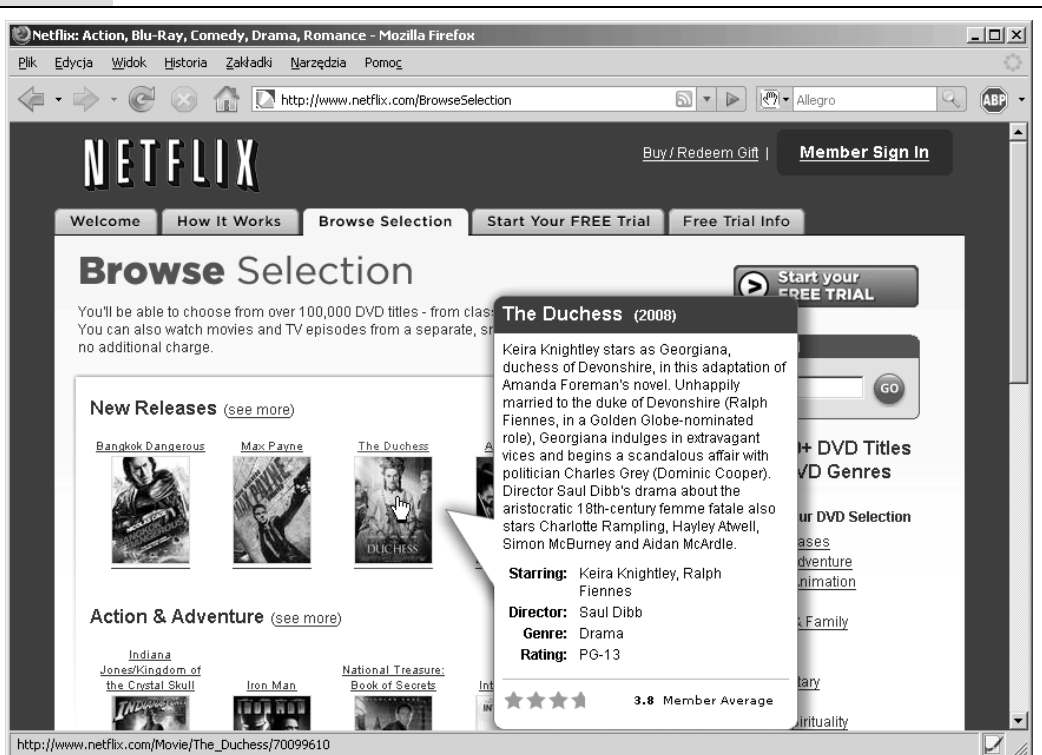 Netflix: Action, Blu-Ray, Comedy, Drama, Romance - Mozilla Firefox
Plik Edycja Widok Historia Zakładki Narzędzia Pomoc
http://www.netflix.com/BrowseSelection
Allegro
ABP
NETFLIX
Buy / Redeem Gift |
Member Sign In
Welcome
How It Works
Browse Selection
Start Your FREE Trial
Free Trial Info
Browse Selection
Start your
FREE TRIAL
You'll be able to choose from over 100,000 DVD titles - from
You can also watch movies and TV episodes from a separate,
no additional charge.
GO
New Releases (see more)
Bangkok Dangerous
Max Payne
The Duchess
NICOLAS CAGE
BANGKOK
DANGEROUS
MAX PAYNE
DUCHESS
Action & Adventure (see more)
Indiana
Jones/Kingdom of
the Crystal Skull
Iron Man
National Treasure:
Book of Secrets
INDIANA
IRON MAN
The Duchess (2008)
Keira Knightley stars as Georgiana,
duchess of Devonshire, in this adaptation of
Amanda Foreman's novel. Unhappily
married to the duke of Devonshire (Ralph
Fiennes, in a Golden Globe-nominated
role), Georgiana indulges in extravagant
vices and begins a scandalous affair with
politician Charles Grey (Dominic Cooper).
Director Saul Dibb's drama about the
aristocratic 18th-century femme fatale also
stars Charlotte Rampling, Hayley Atwell,
Simon McBurney and Aidan McArdle.
Starring: Keira Knightley, Ralph
Fiennes
Director: Saul Dibb
Genre: Drama
Rating: PG-13
3.8 Member Average
DVD Titles
Genres
DVD Selection
& Family
http://www.netflix.com/Movie/The_Duchess/70099610